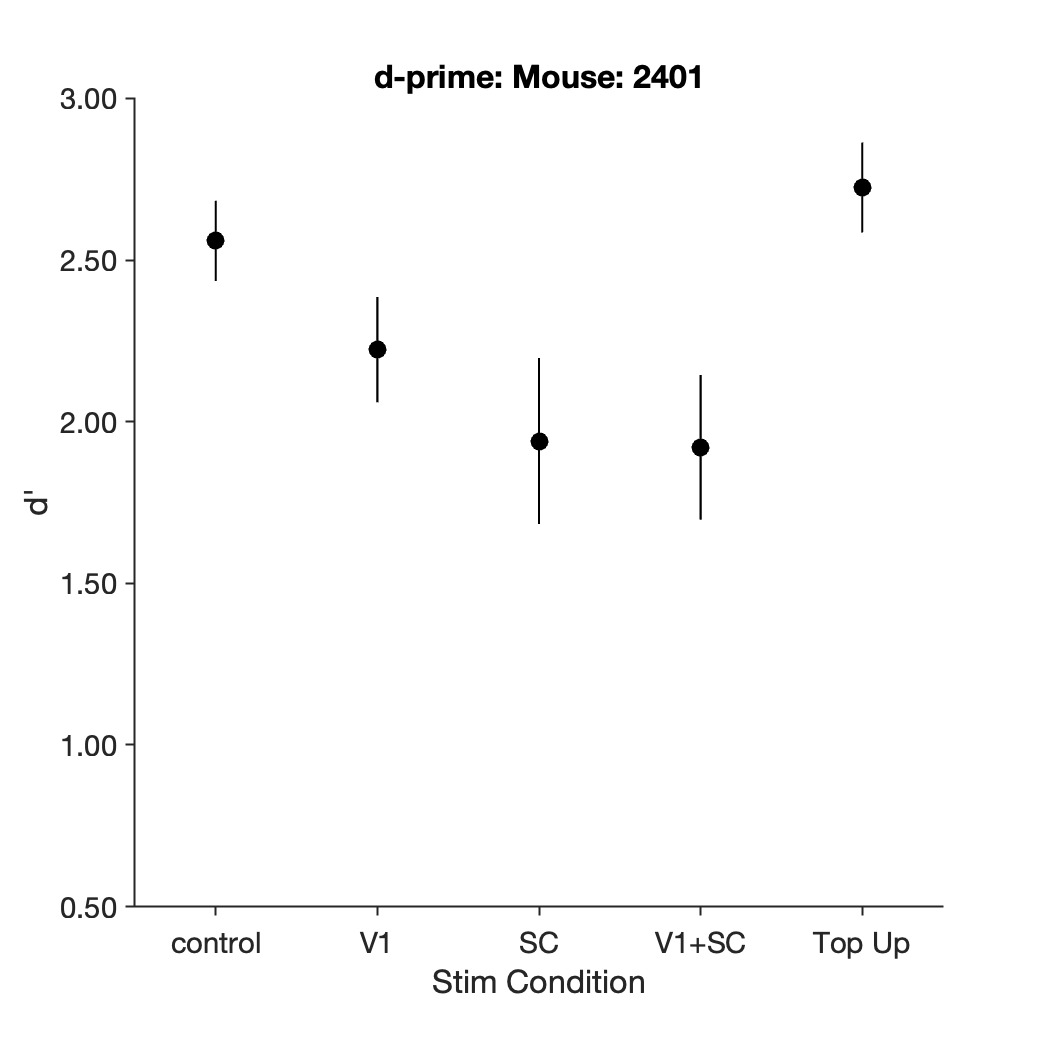 d-prime: Mouse: 2401
3.00
2.50
2.00
1.50
1.00
0.50
d'
control V1 SC V1+SC Top Up
Stim Condition